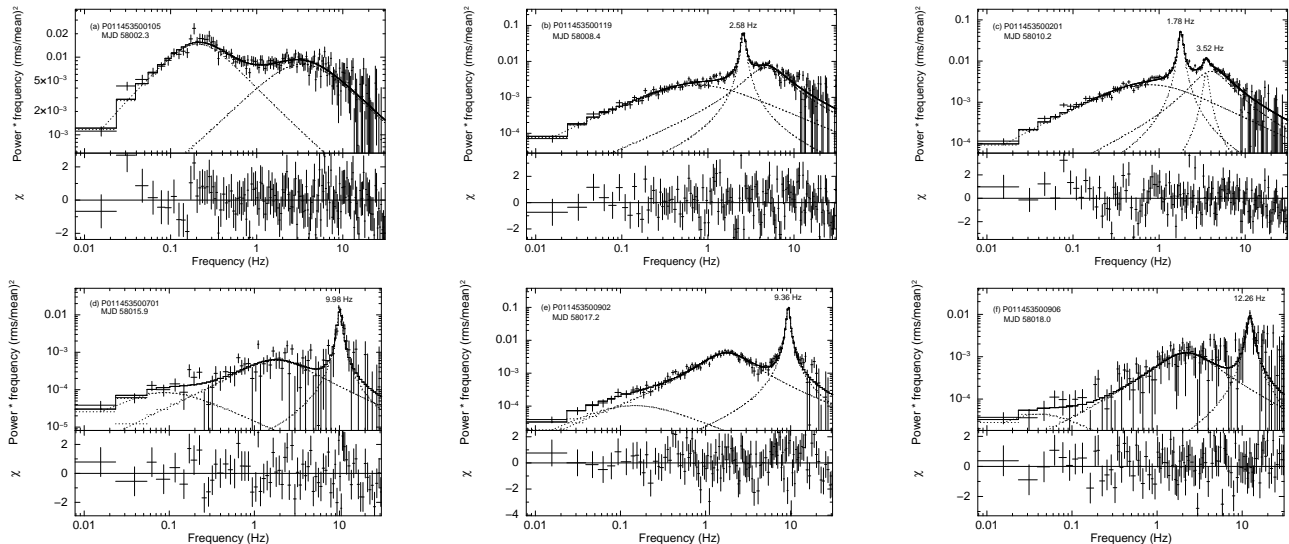 (a) P011453500105
MJD 58002.3
Power * frequency (rms/mean)²
0.02
0.01
5×10⁻³
2×10⁻³
10⁻³
χ
2
0
−2
0.01 0.1 1 10
Frequency (Hz)
(b) P011453500119
MJD 58008.4
2.58 Hz
Power * frequency (rms/mean)²
0.1
0.01
10⁻³
10⁻⁴
χ
2
0
−2
0.01 0.1 1 10
Frequency (Hz)
(c) P011453500201
MJD 58010.2
1.78 Hz
3.52 Hz
Power * frequency (rms/mean)²
0.1
0.01
10⁻³
10⁻⁴
χ
2
0
−2
0.01 0.1 1 10
Frequency (Hz)
(d) P011453500701
MJD 58015.9
9.98 Hz
Power * frequency (rms/mean)²
0.01
10⁻³
10⁻⁴
10⁻⁵
χ
2
0
−2
0.01 0.1 1 10
Frequency (Hz)
(e) P011453500902
MJD 58017.2
9.36 Hz
Power * frequency (rms/mean)²
0.1
0.01
10⁻³
10⁻⁴
χ
2
0
−2
−4
0.01 0.1 1 10
Frequency (Hz)
(f) P011453500906
MJD 58018.0
12.26 Hz
Power * frequency (rms/mean)²
0.01
10⁻³
10⁻⁴
χ
2
0
−2
0.01 0.1 1 10
Frequency (Hz)